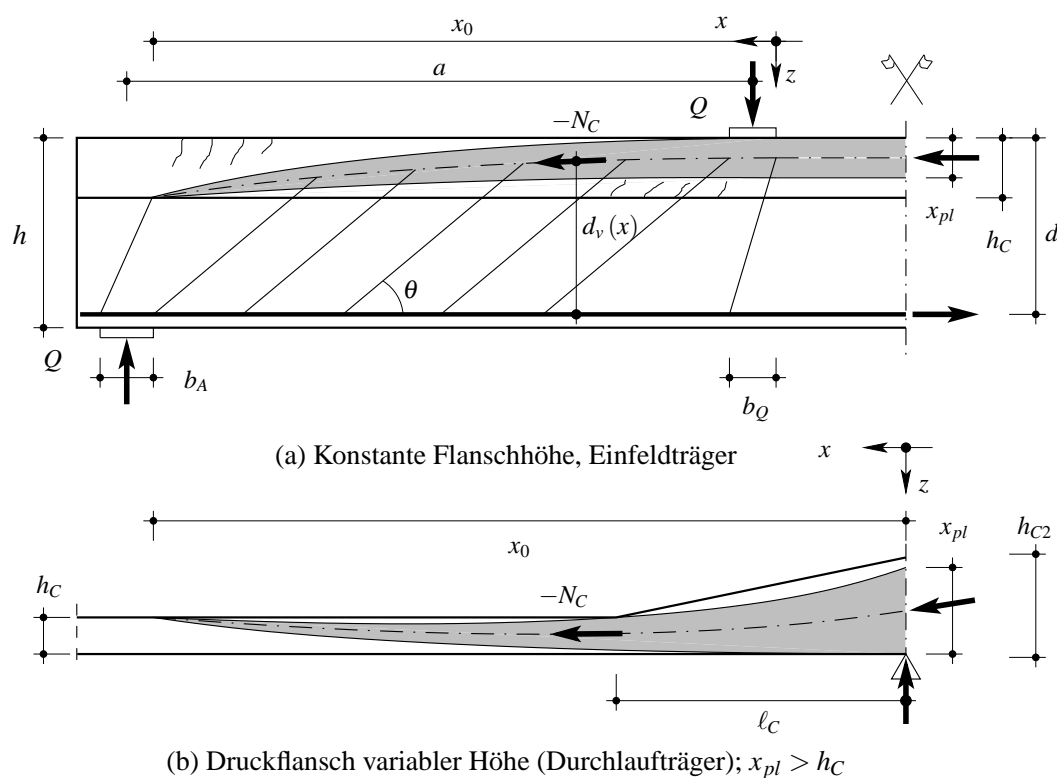 x₀
x
a
z
Q
−N_C
h
d_v (x)
x_pl
h_C
d
θ
Q
b_A
b_Q
(a) Konstante Flanschhöhe, Einfeldträger
x
z
x₀
x_pl
h_C2
h_C
−N_C
ℓ_C
(b) Druckflansch variabler Höhe (Durchlaufträger); x_pl > h_C